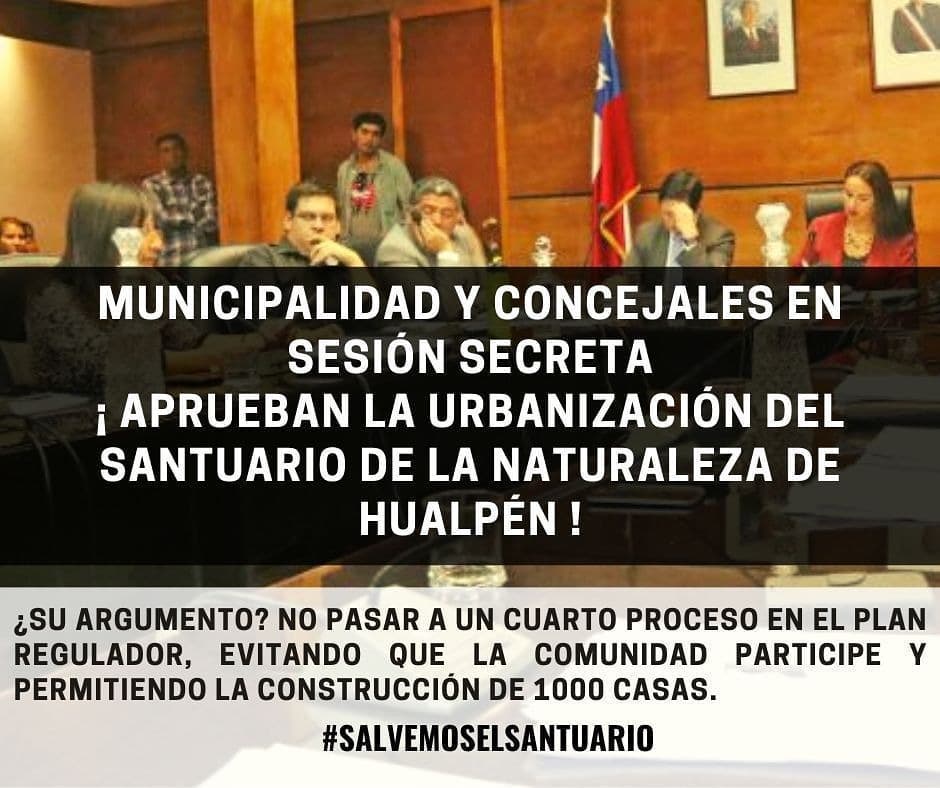 MUNICIPALIDAD Y CONCEJALES EN
SESIÓN SECRETA
¡ APRUEBAN LA URBANIZACIÓN DEL
SANTUARIO DE LA NATURALEZA DE
HUALPÉN !
¿SU ARGUMENTO? NO PASAR A UN CUARTO PROCESO EN EL PLAN
REGULADOR, EVITANDO QUE LA COMUNIDAD PARTICIPE Y
PERMITIENDO LA CONSTRUCCIÓN DE 1000 CASAS.
#SALVEMOSELSANTUARIO